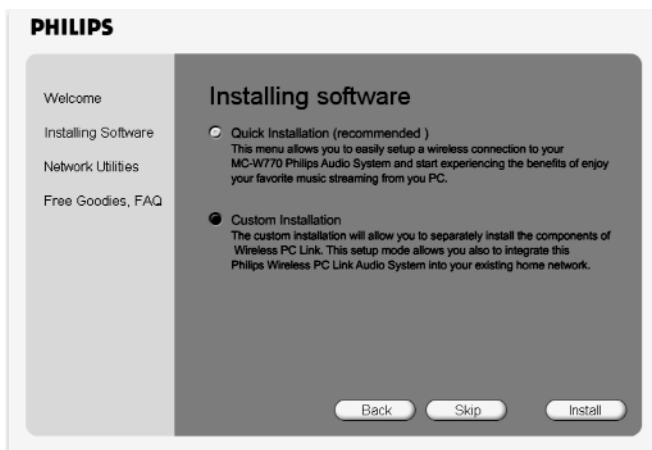 PHILIPS
Welcome
Installing Software
Network Utilities
Free Goodies, FAQ
Installing software
Quick Installation (recommended )
This menu allows you to easily setup a wireless connection to your
MC-W770 Philips Audio System and start experiencing the benefits of enjoy
your favorite music streaming from you PC.
Custom Installation
The custom installation will allow you to separately install the components of
Wireless PC Link. This setup mode allows you also to integrate this
Philips Wireless PC Link Audio System into your existing home network.
Back Skip Install